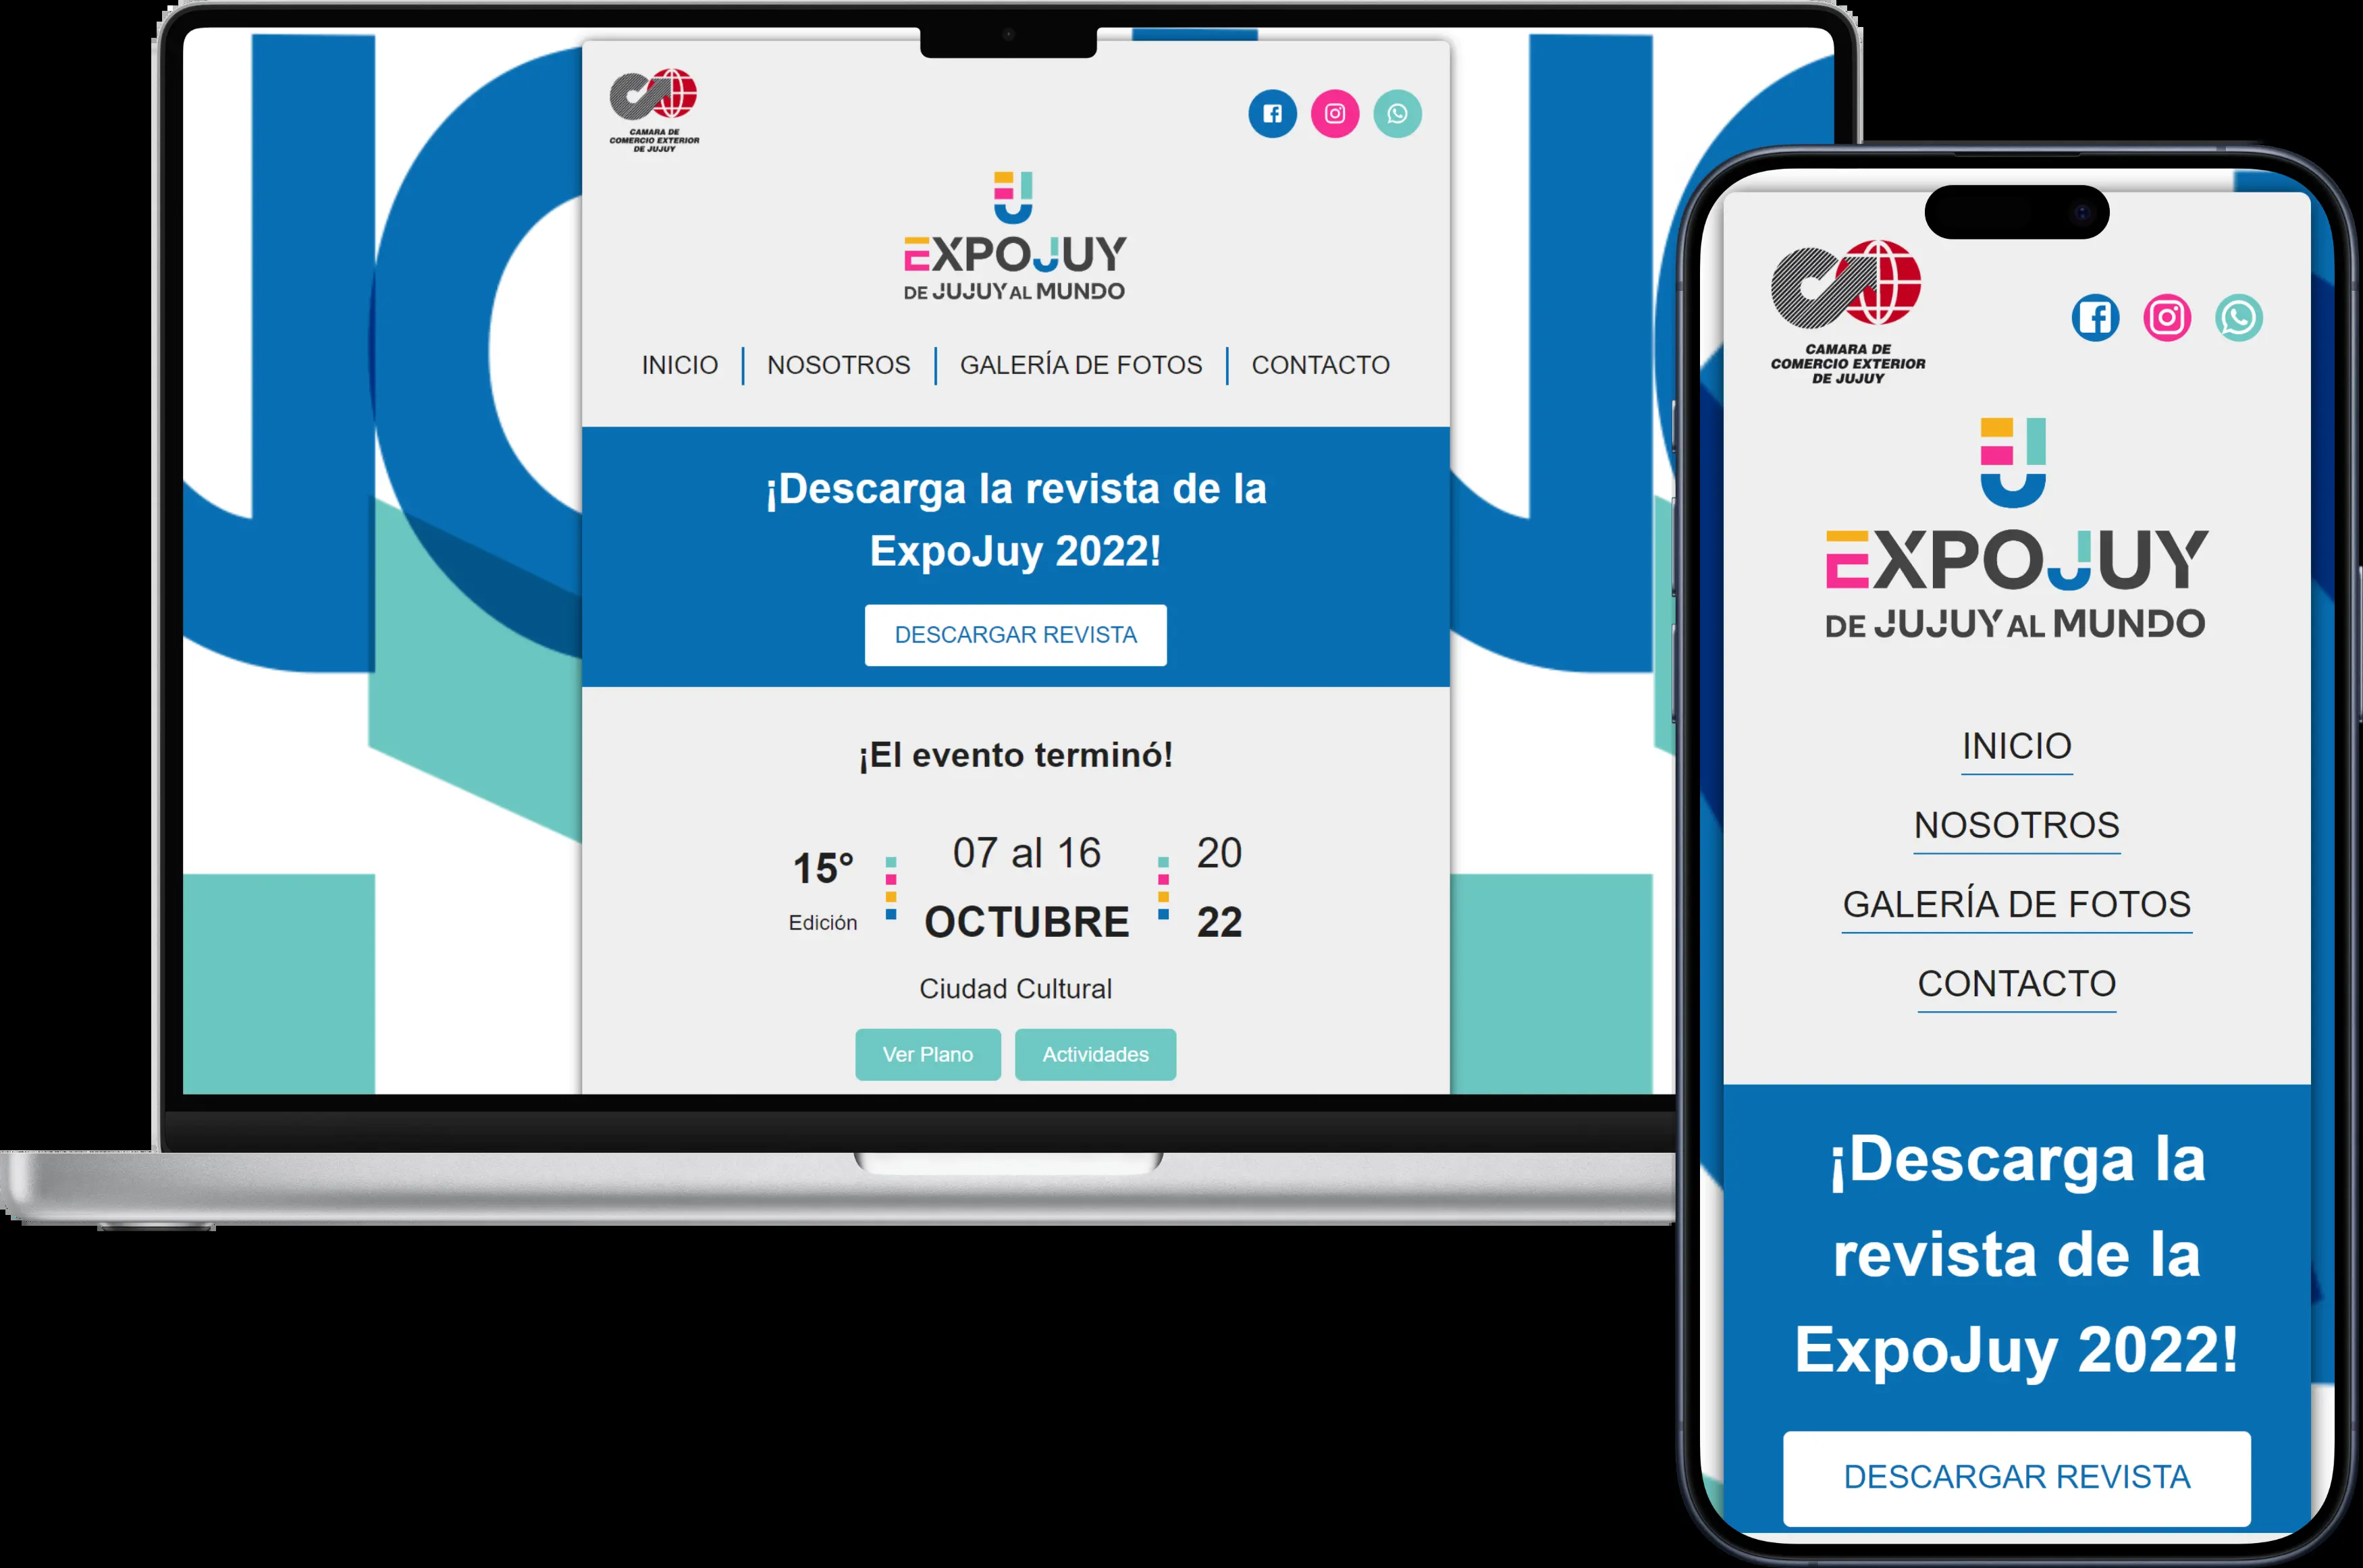 CAMARA DE
COMERCIO EXTERIOR
DE JUJUY
EXPOJUY
DE JUJUY AL MUNDO
INICIO
NOSOTROS
GALERÍA DE FOTOS
CONTACTO
¡Descarga la revista de la
ExpoJuy 2022!
DESCARGAR REVISTA
¡El evento terminó!
15°
Edición
07 al 16
OCTUBRE
20
22
Ciudad Cultural
Ver Plano
Actividades
CAMARA DE
COMERCIO EXTERIOR
DE JUJUY
EXPOJUY
DE JUJUY AL MUNDO
INICIO
NOSOTROS
GALERÍA DE FOTOS
CONTACTO
¡Descarga la
revista de la
ExpoJuy 2022!
DESCARGAR REVISTA